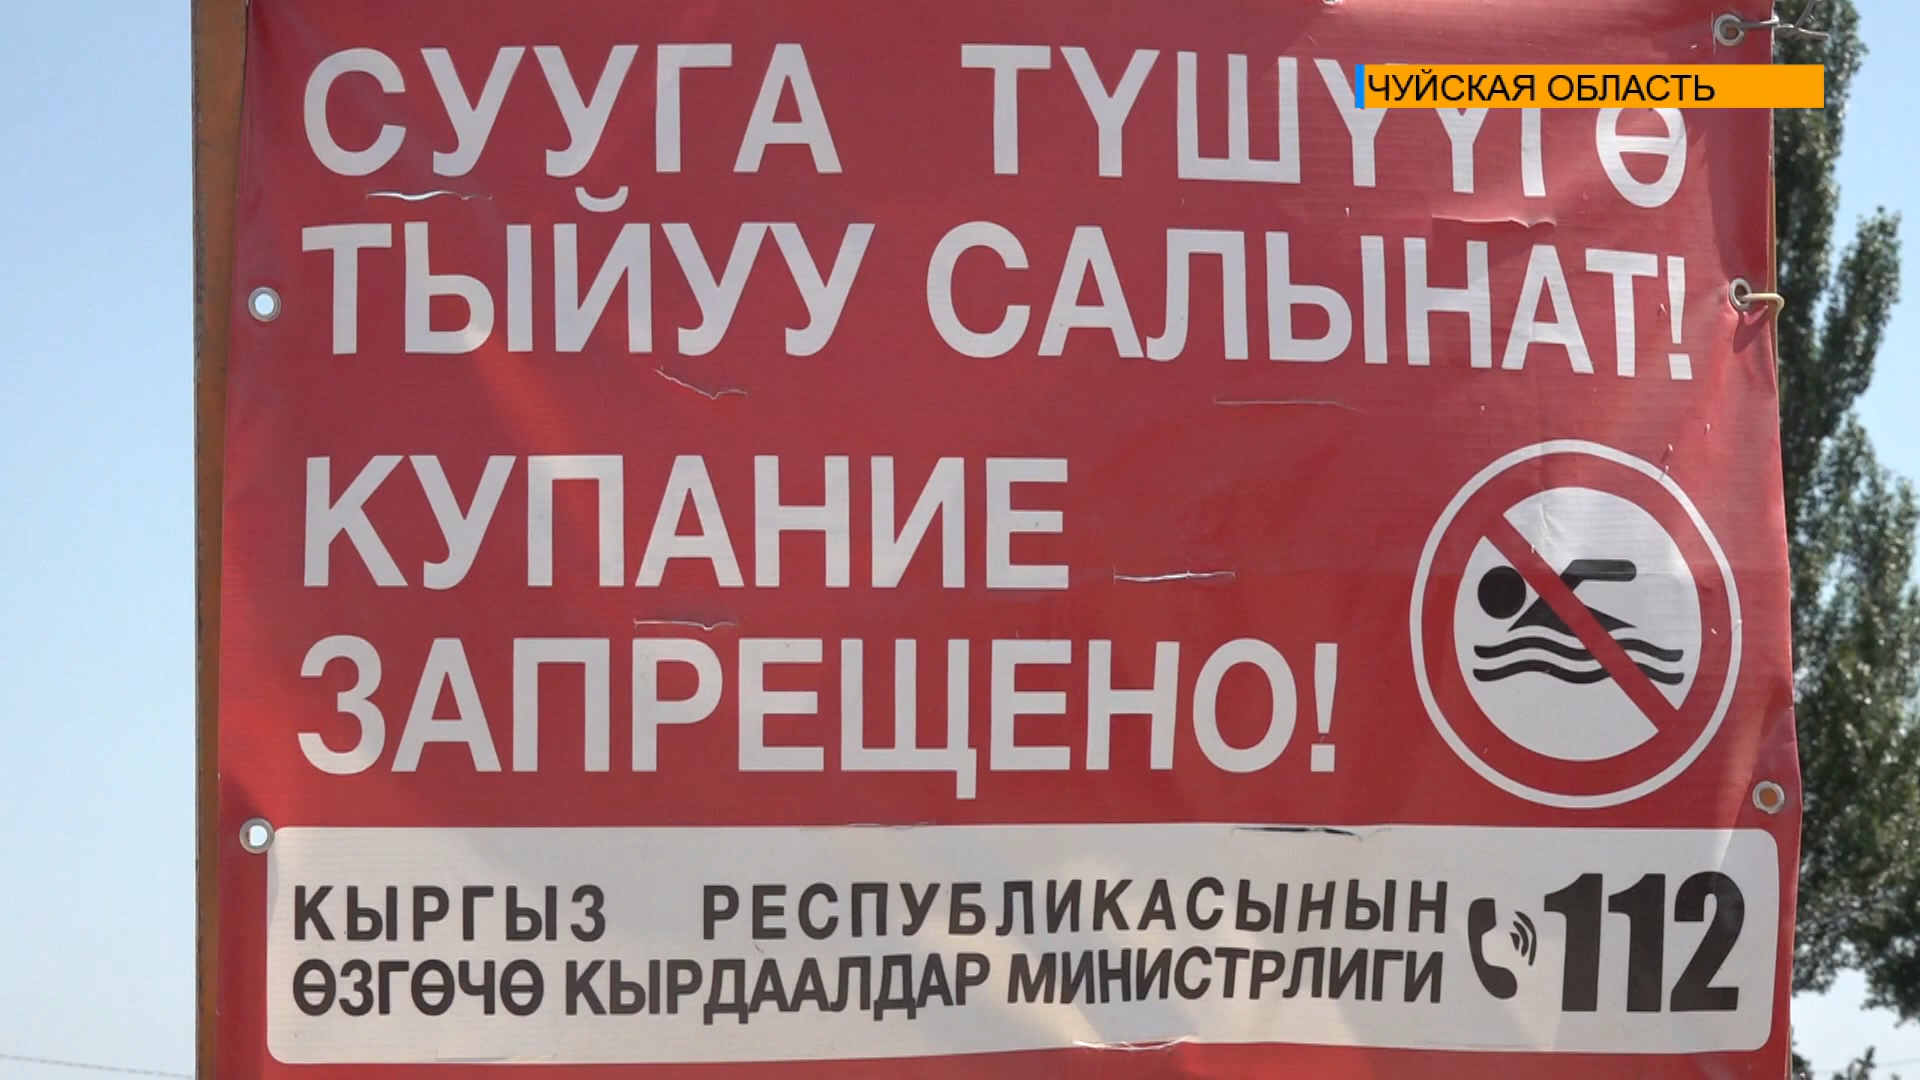 СУУГА ТҮШҮҮГӨ
ЧУЙСКАЯ ОБЛАСТЬ
ТЫЙУУ САЛЫНАТ!
КУПАНИЕ
ЗАПРЕЩЕНО!
КЫРГЫЗ РЕСПУБЛИКАСЫНЫН
ӨЗГӨЧӨ КЫРДААЛДАР МИНИСТРЛИГИ
112